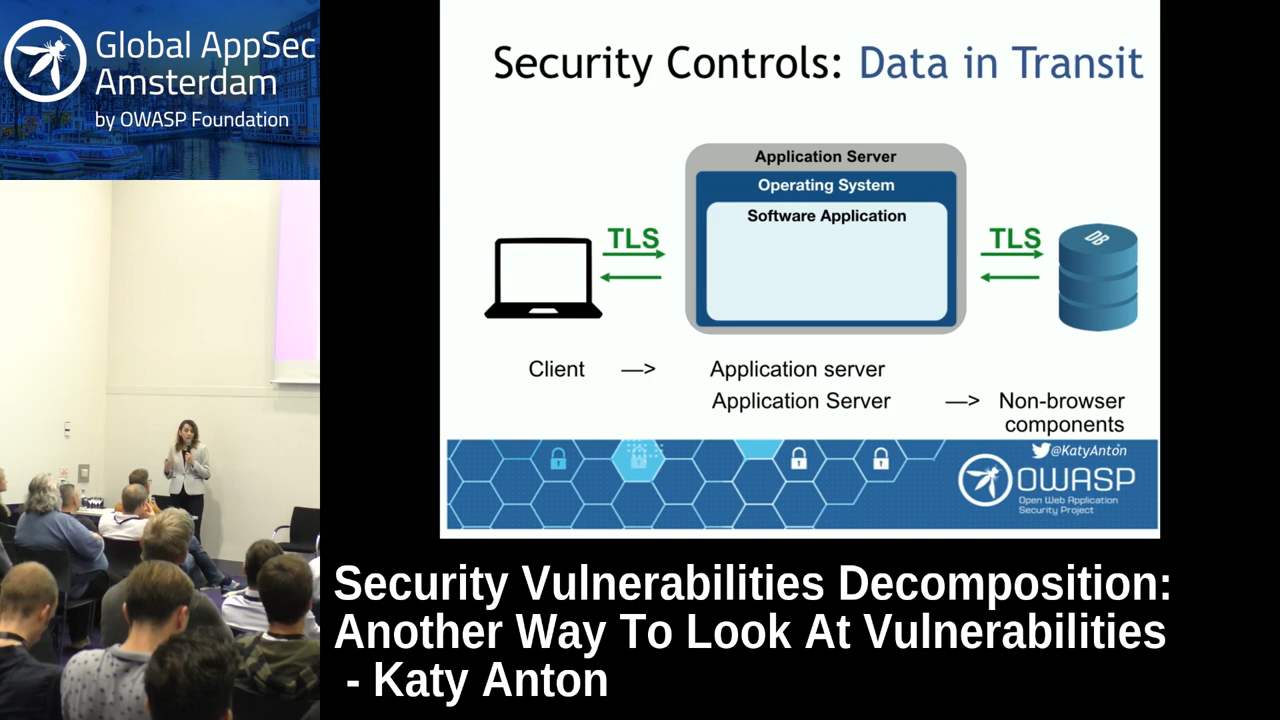 Global AppSec
Amsterdam
by OWASP Foundation
Security Controls: Data in Transit
Application Server
Operating System
Software Application
TLS
TLS
DB
Client —> Application server
Application Server —> Non-browser
components
@KatyAnton
OWASP
Open Web Application
Security Project
Security Vulnerabilities Decomposition:
Another Way To Look At Vulnerabilities
- Katy Anton